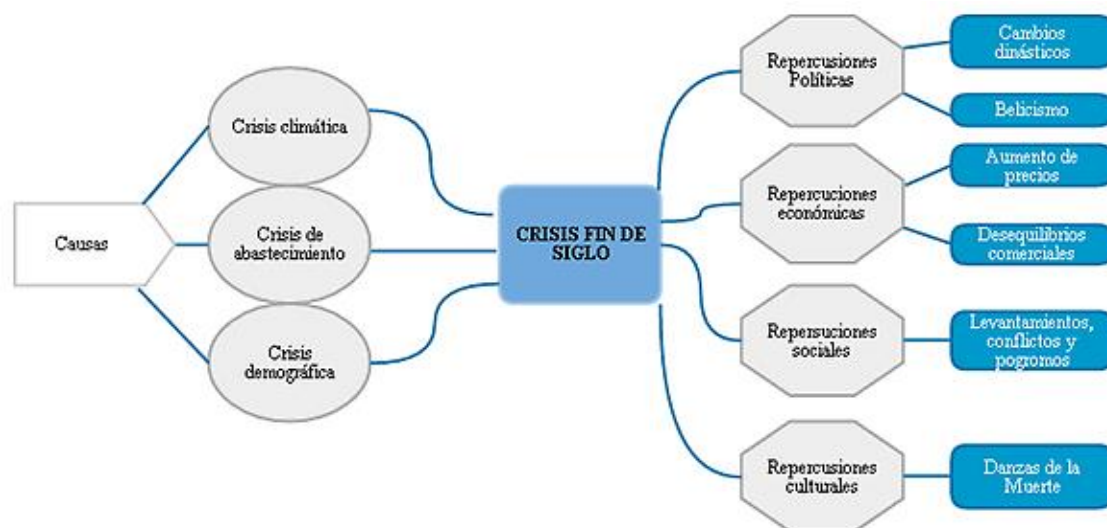 Causas
Crisis climática
Crisis de
abastecimiento
Crisis
demográfica
CRISIS FIN DE
SIGLO
Repercusiones
Políticas
Cambios
dinásticos
Belicismo
Repercuciones
económicas
Aumento de
precios
Desequilibrios
comerciales
Repersuciones
sociales
Levantamientos,
conflictos y
pogromos
Repercusiones
culturales
Danzas de la
Muerte